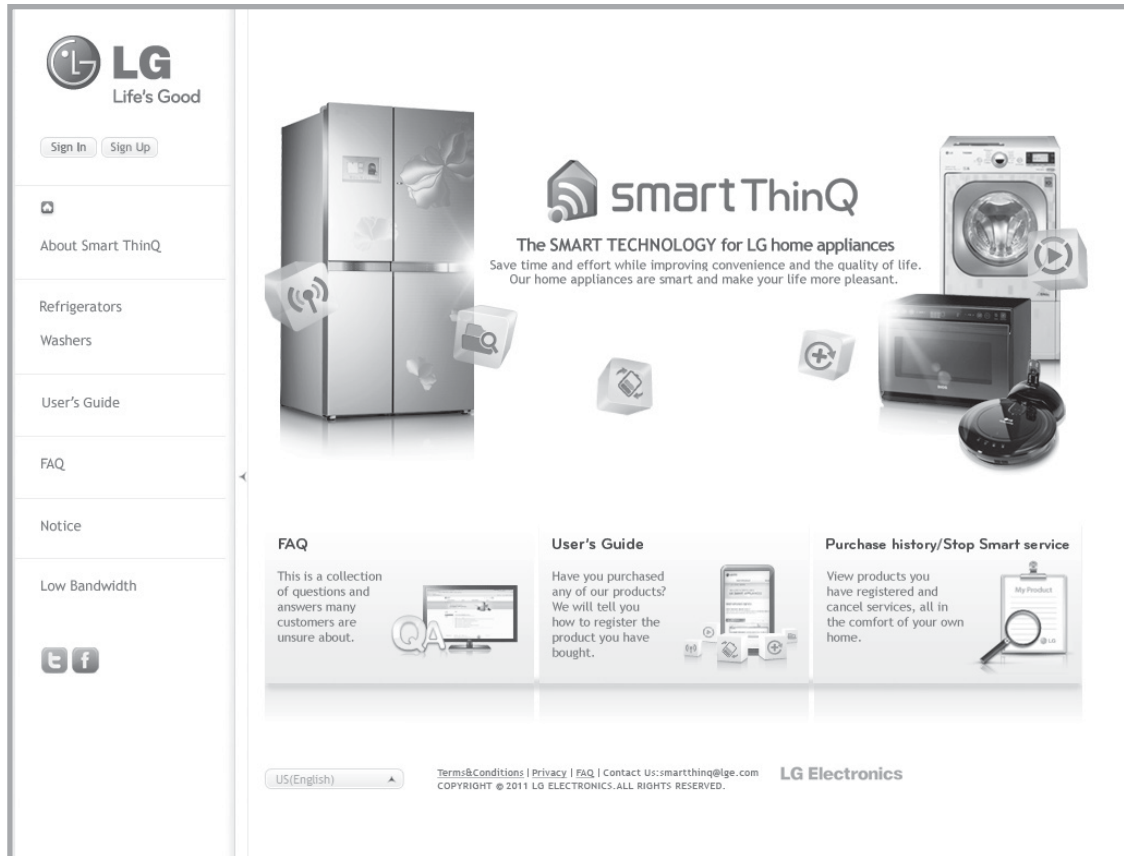 LG
Life's Good
Sign In Sign Up
About Smart ThinQ
Refrigerators
Washers
User's Guide
FAQ
Notice
Low Bandwidth
smart ThinQ
The SMART TECHNOLOGY for LG home appliances
Save time and effort while improving convenience and the quality of life.
Our home appliances are smart and make your life more pleasant.
FAQ
This is a collection
of questions and
answers many
customers are
unsure about.
QA
User's Guide
Have you purchased
any of our products?
We will tell you
how to register the
product you have
bought.
Purchase history/Stop Smart service
View products you
have registered and
cancel services, all in
the comfort of your own
home.
My Product
LG
US(English)
Terms&Conditions | Privacy | FAQ | Contact Us:smartthinq@lge.com
COPYRIGHT © 2011 LG ELECTRONICS.ALL RIGHTS RESERVED.
LG Electronics